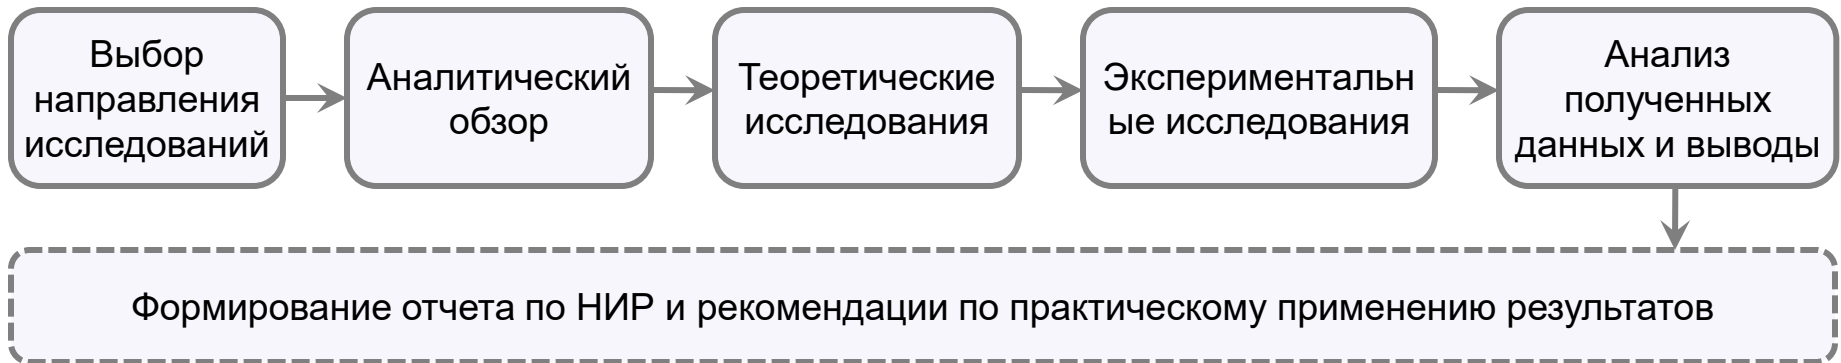 Выбор
направления
исследований
Аналитический
обзор
Теоретические
исследования
Экспериментальн
ые исследования
Анализ
полученных
данных и выводы
Формирование отчета по НИР и рекомендации по практическому применению результатов